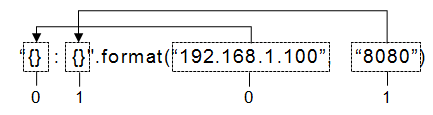 “{} : {}".format(“192.168.1.100”, “8080”)
0 1 0 1